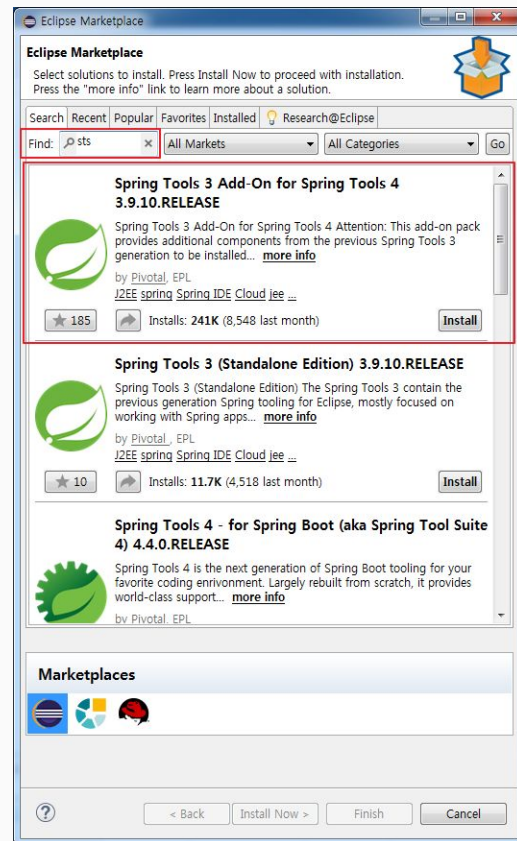 Eclipse Marketplace
Eclipse Marketplace
Select solutions to install. Press Install Now to proceed with installation.
Press the "more info" link to learn more about a solution.
Search Recent Popular Favorites Installed Research@Eclipse
Find: sts All Markets All Categories Go
Spring Tools 3 Add-On for Spring Tools 4
3.9.10.RELEASE
Spring Tools 3 Add-On for Spring Tools 4 Attention: This add-on pack
provides additional components from the previous Spring Tools 3
generation to be installed... more info
by Pivotal, EPL
J2EE spring Spring IDE Cloud jee ...
185 Installs: 241K (8,548 last month) Install
Spring Tools 3 (Standalone Edition) 3.9.10.RELEASE
Spring Tools 3 (Standalone Edition) The Spring Tools 3 contain the
previous generation Spring tooling for Eclipse, mostly focused on
working with Spring apps... more info
by Pivotal , EPL
J2EE spring Spring IDE Cloud jee ...
10 Installs: 11.7K (4,518 last month) Install
Spring Tools 4 - for Spring Boot (aka Spring Tool Suite
4) 4.4.0.RELEASE
Spring Tools 4 is the next generation of Spring Boot tooling for your
favorite coding enrivonment. Largely rebuilt from scratch, it provides
world-class support... more info
by Pivotal, EPL
Marketplaces
? < Back Install Now > Finish Cancel